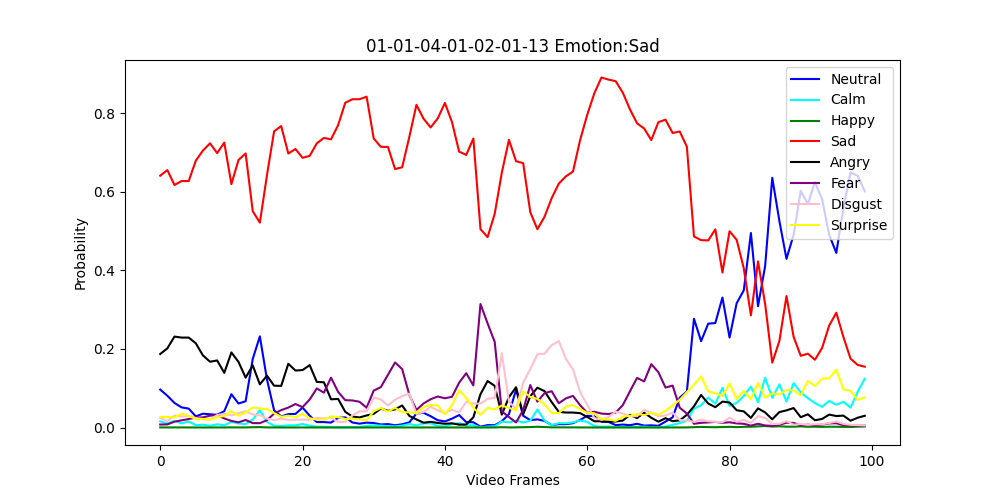 01-01-04-01-02-01-13 Emotion:Sad
Probability
0.8
0.6
0.4
0.2
0.0
0
20
40
60
80
100
Video Frames
Neutral
Calm
Happy
Sad
Angry
Fear
Disgust
Surprise